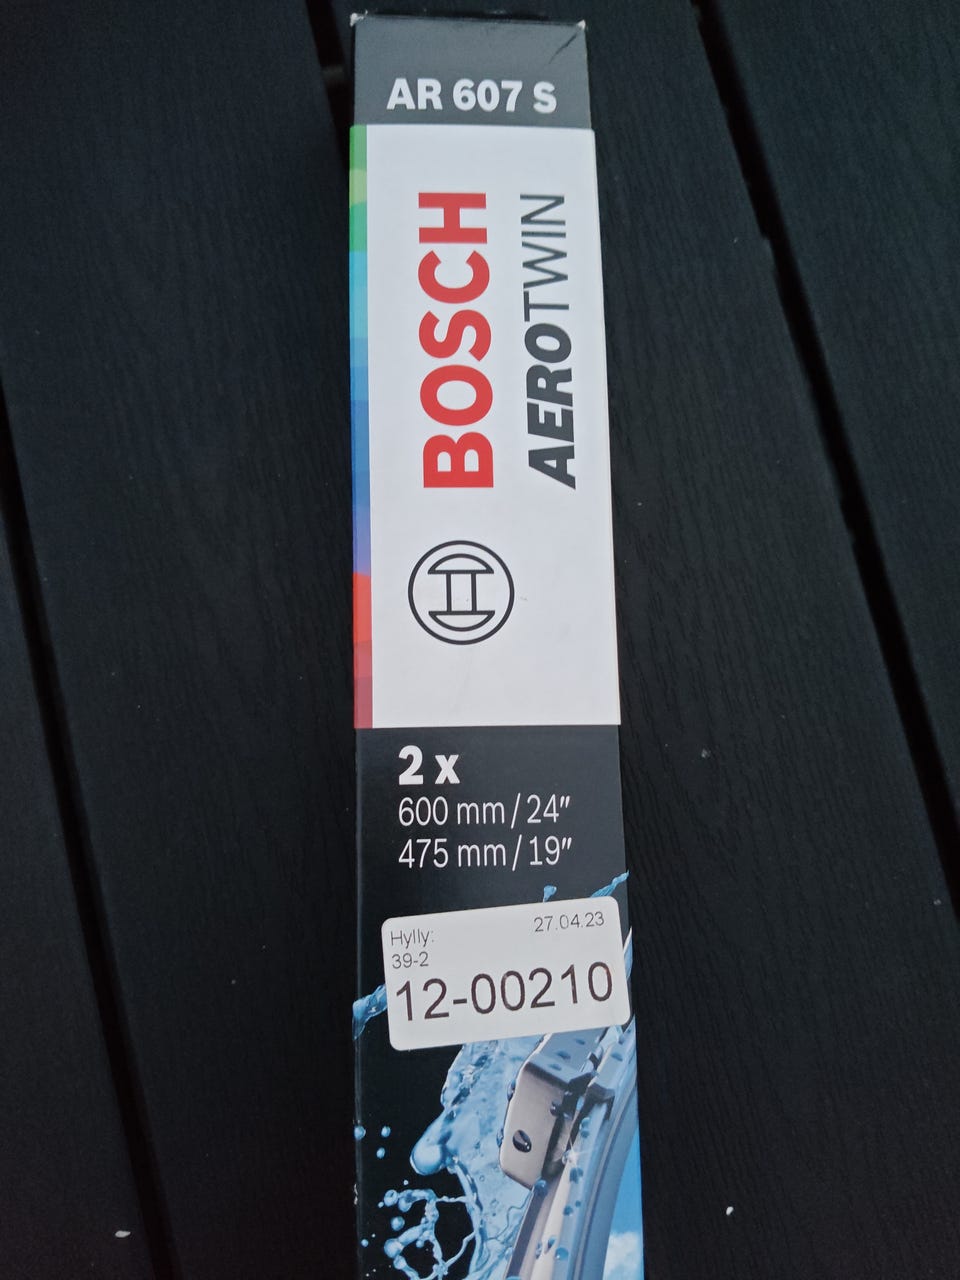 AR 607 S
BOSCH
AEROTWIN
2 x
600 mm / 24"
475 mm / 19"
Hylly: 27.04.23
39-2
12-00210